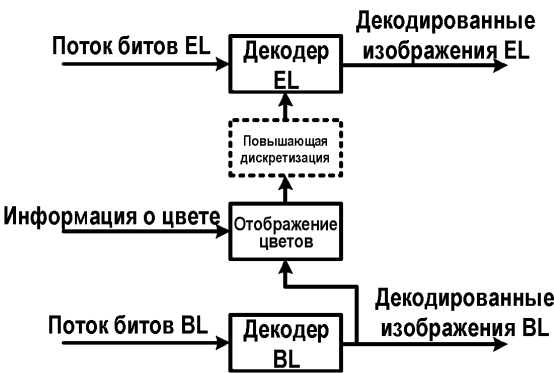 Поток битов EL
Декодер
EL
Декодированные
изображения EL
Повышающая
дискретизация
Информация о цвете
Отображение
цветов
Поток битов BL
Декодер
BL
Декодированные
изображения BL